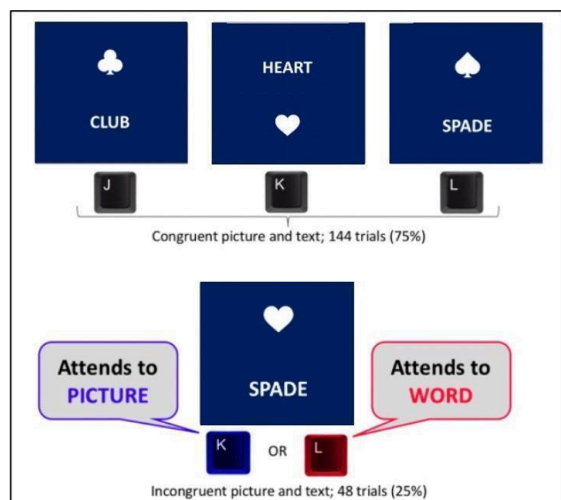 HEART
CLUB
SPADE
J
K
L
Congruent picture and text; 144 trials (75%)
Attends to
PICTURE
SPADE
Attends to
WORD
K
OR
L
Incongruent picture and text; 48 trials (25%)